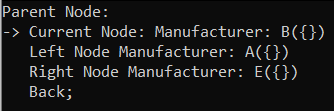 Parent Node:
-> Current Node: Manufacturer: B({})
Left Node Manufacturer: A({})
Right Node Manufacturer: E({})
Back;